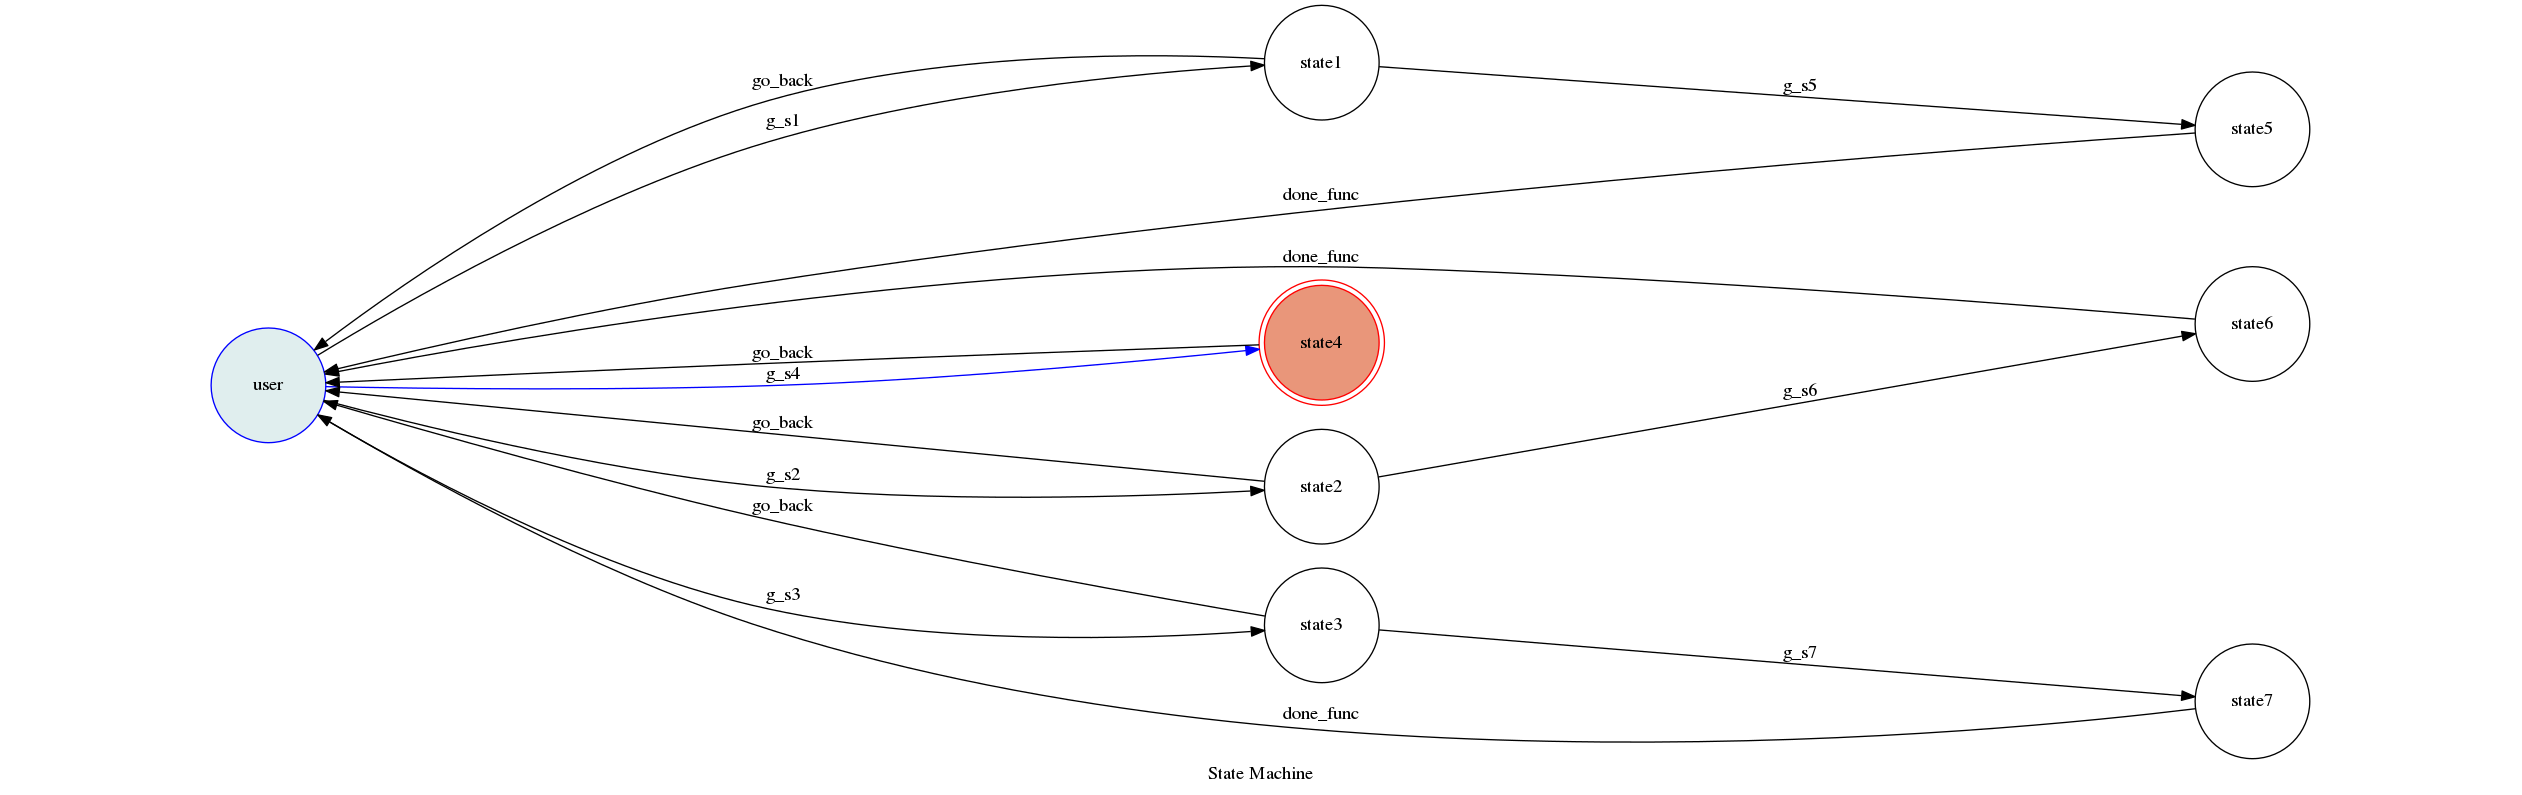 state1
go_back
g_s5
g_s1
state5
done_func
done_func
state6
state4
go_back
g_s4
user
g_s6
go_back
g_s2
state2
go_back
g_s3
state3
g_s7
state7
done_func
State Machine